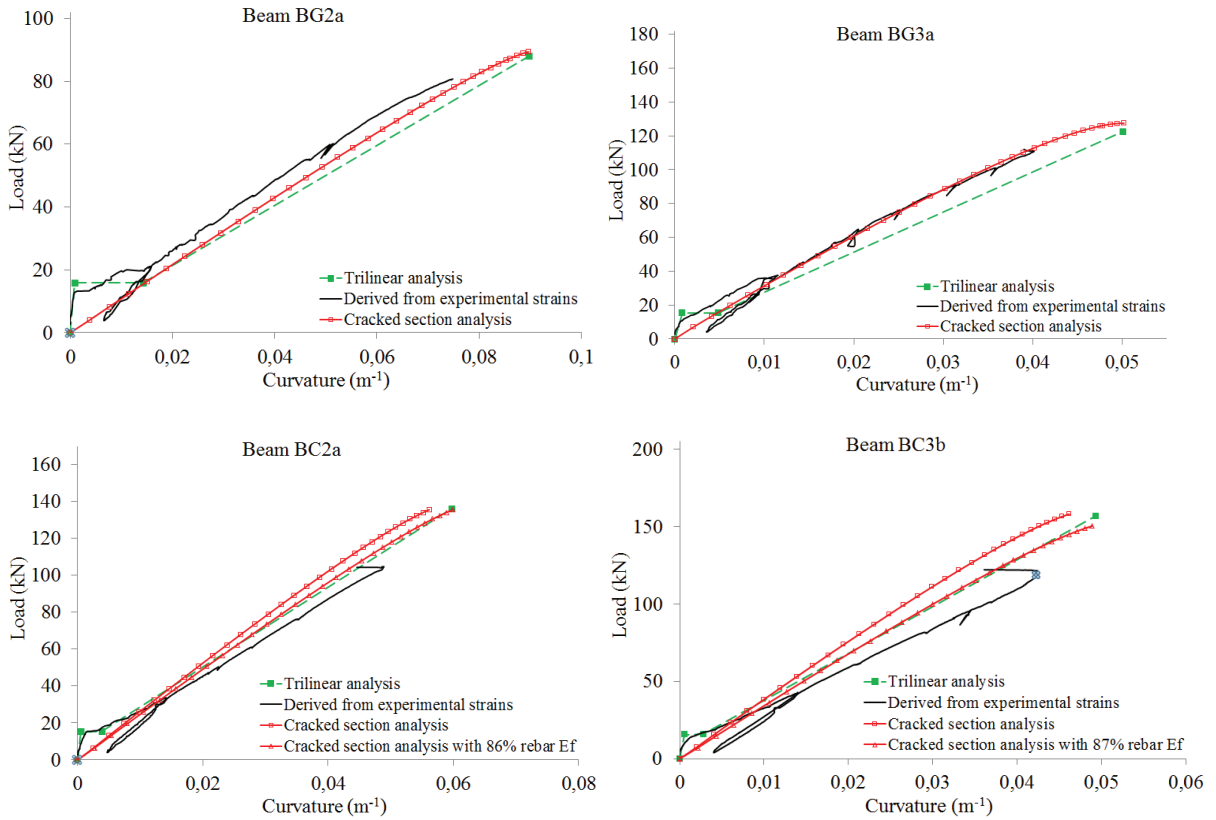 Beam BG2a
100
80
60
40
20
0
Load (kN)
Trilinear analysis
Derived from experimental strains
Cracked section analysis
0
0,02
0,04
0,06
0,08
0,1
Curvature (m-1)
Beam BG3a
180
160
140
120
100
80
60
40
20
0
Load (kN)
Trilinear analysis
Derived from experimental strains
Cracked section analysis
0
0,01
0,02
0,03
0,04
0,05
Curvature (m-1)
Beam BC2a
160
140
120
100
80
60
40
20
0
Load (kN)
Trilinear analysis
Derived from experimental strains
Cracked section analysis
Cracked section analysis with 86% rebar Ef
0
0,02
0,04
0,06
0,08
Curvature (m-1)
Beam BC3b
200
150
100
50
0
Load (kN)
Trilinear analysis
Derived from experimental strains
Cracked section analysis
Cracked section analysis with 87% rebar Ef
0
0,01
0,02
0,03
0,04
0,05
0,06
Curvature (m-1)